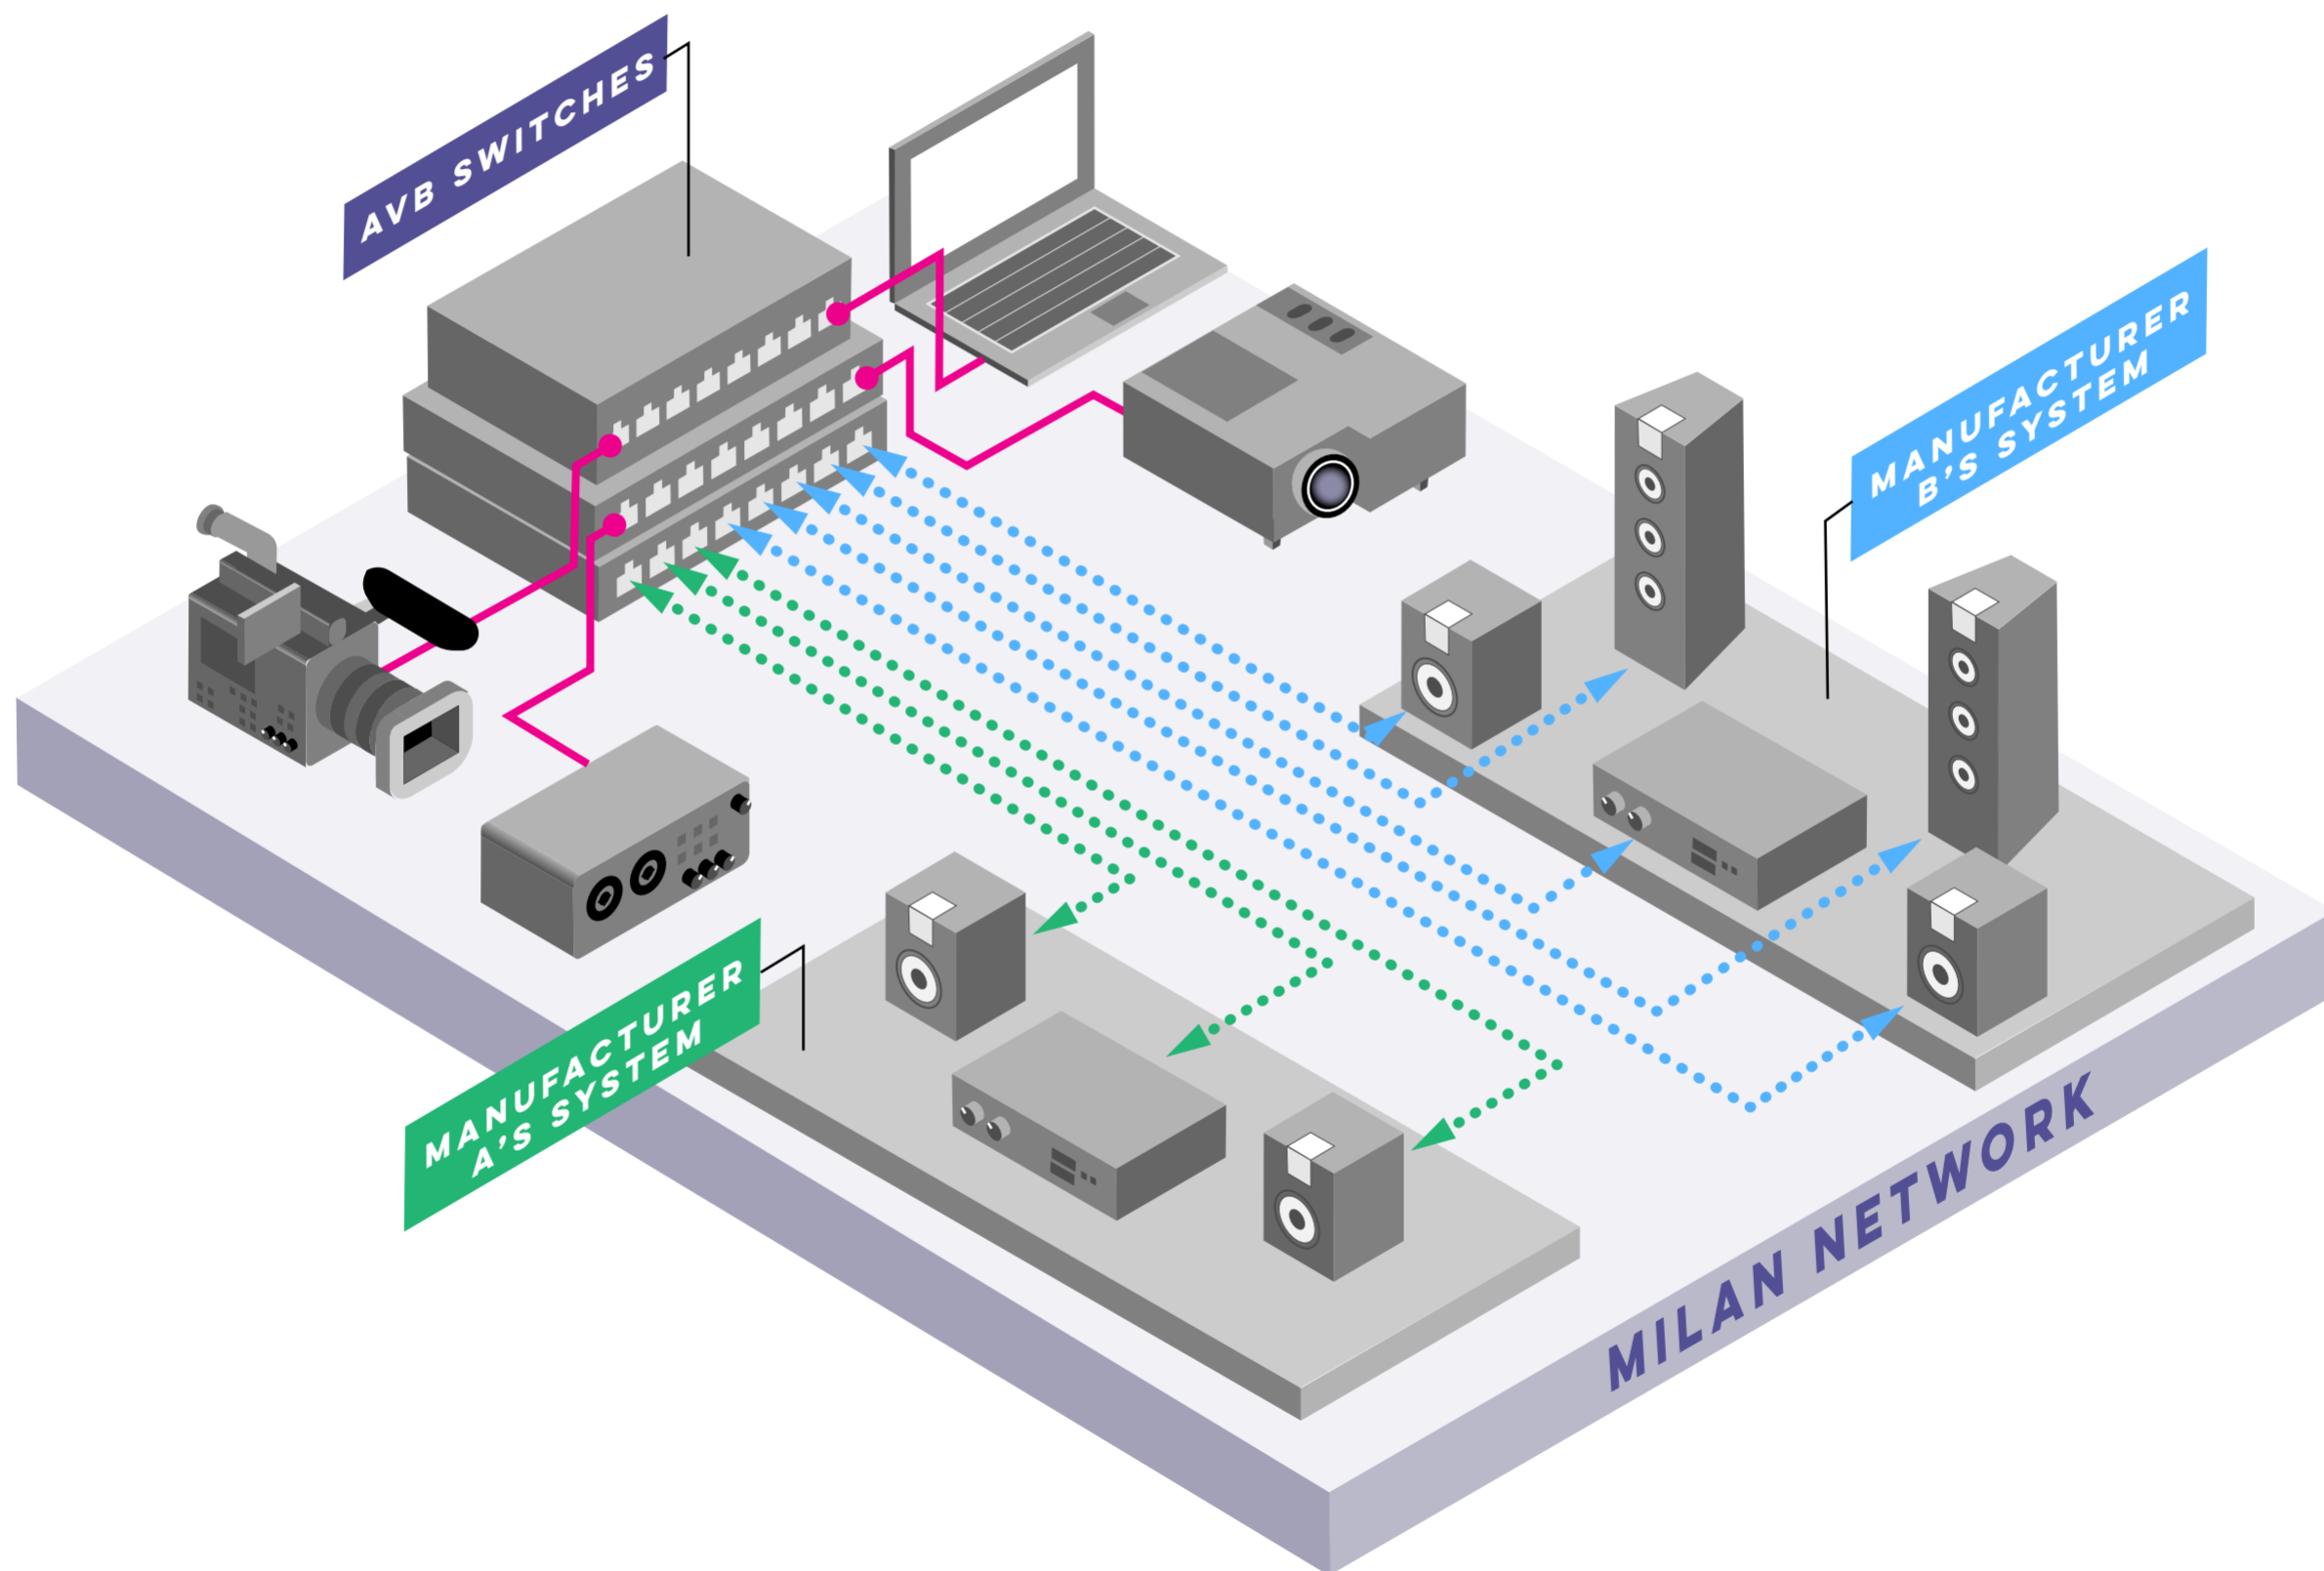 AVB SWITCHES
MANUFACTURER
B'S SYSTEM
MANUFACTURER
A'S SYSTEM
MILAN NETWORK